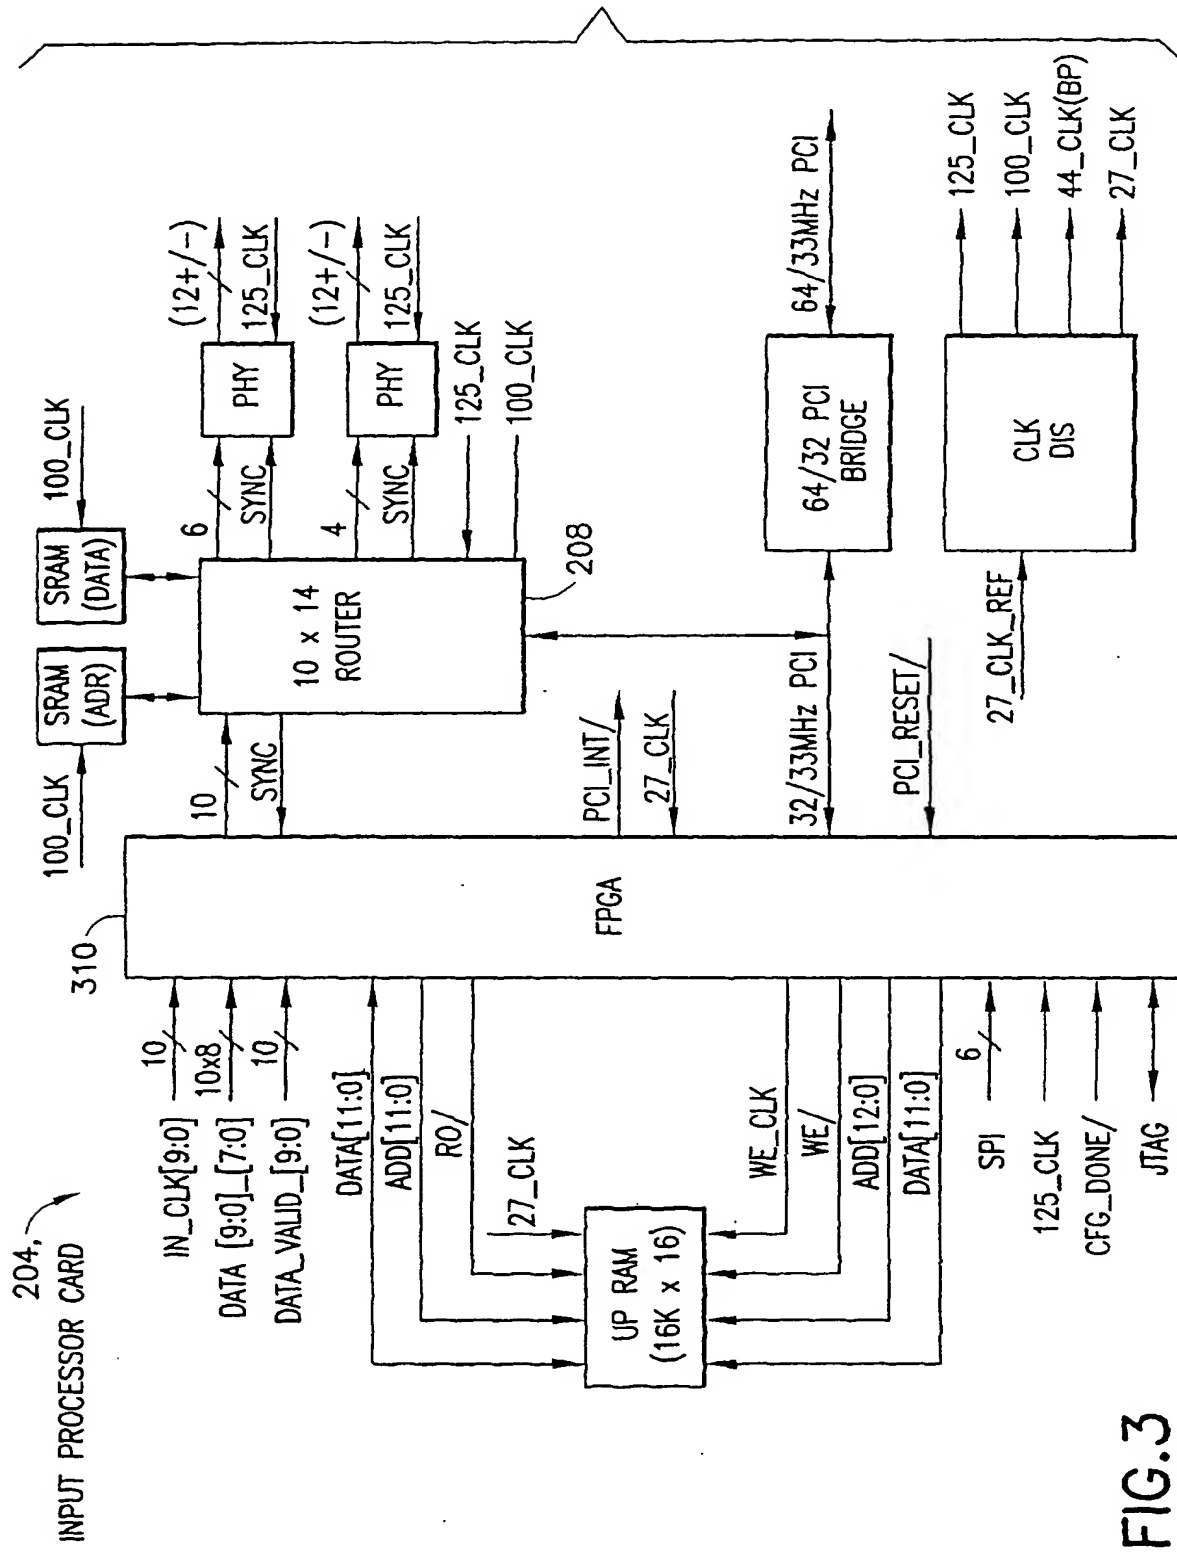 204,
INPUT PROCESSOR CARD
310
IN_CLK[9:0]
10
DATA [9:0]_[7:0]
10x8
DATA_VALID_[9:0]
10
DATA[11:0]
ADD[11:0]
RO/
27_CLK
UP RAM
(16K x 16)
WE_CLK
WE/
ADD[12:0]
DATA[11:0]
SPI
6
125_CLK
CFG_DONE/
JTAG
FPGA
100_CLK
SRAM
(ADR)
SRAM
(DATA)
100_CLK
10
SYNC
10 x 14
ROUTER
208
6
SYNC
PHY
(12+/-)
125_CLK
4
SYNC
PHY
(12+/-)
125_CLK
125_CLK
100_CLK
PCI_INT/
27_CLK
32/33MHz PCI
PCI_RESET/
64/32 PCI
BRIDGE
64/33MHz PCI
27_CLK_REF
CLK
DIS
125_CLK
100_CLK
44_CLK(BP)
27_CLK
FIG.3